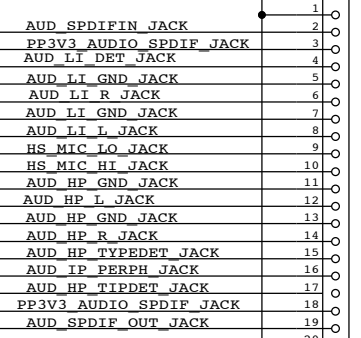 1
AUD_SPDIFIN_JACK 2
PP3V3_AUDIO_SPDIF_JACK 3
AUD_LI_DET_JACK 4
AUD_LI_GND_JACK 5
AUD_LI_R_JACK 6
AUD_LI_GND_JACK 7
AUD_LI_L_JACK 8
HS_MIC_LO_JACK 9
HS_MIC_HI_JACK 10
AUD_HP_GND_JACK 11
AUD_HP_L_JACK 12
AUD_HP_GND_JACK 13
AUD_HP_R_JACK 14
AUD_HP_TYPEDET_JACK 15
AUD_IP_PERPH_JACK 16
AUD_HP_TIPDET_JACK 17
PP3V3_AUDIO_SPDIF_JACK 18
AUD_SPDIF_OUT_JACK 19